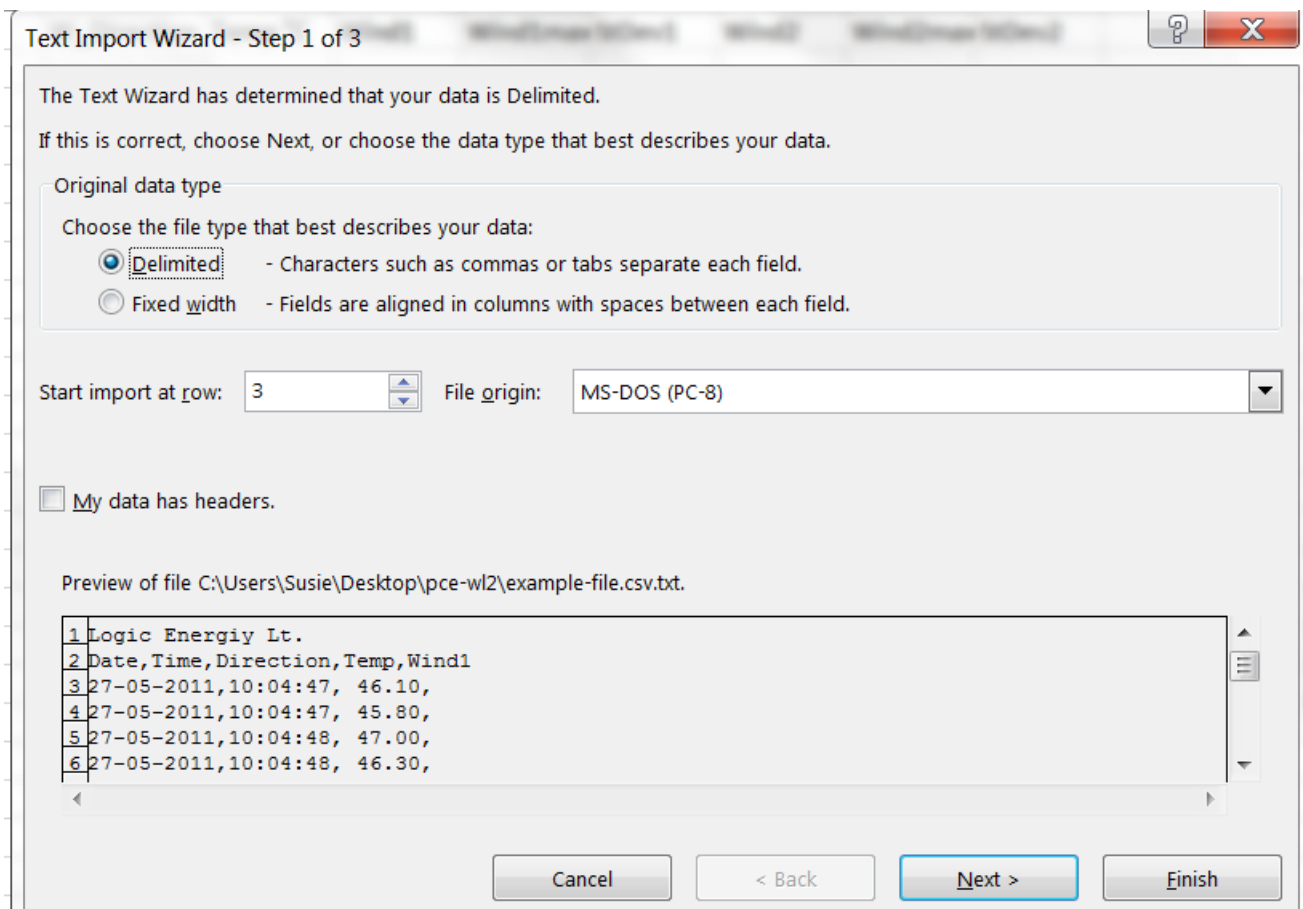 Wind1 Wind1max StDev1 Wind2 Wind2max StDev2
Text Import Wizard - Step 1 of 3
The Text Wizard has determined that your data is Delimited.
If this is correct, choose Next, or choose the data type that best describes your data.
Original data type
Choose the file type that best describes your data:
Delimited - Characters such as commas or tabs separate each field.
Fixed width - Fields are aligned in columns with spaces between each field.
Start import at row: 3 File origin: MS-DOS (PC-8)
My data has headers.
Preview of file C:\Users\Susie\Desktop\pce-wl2\example-file.csv.txt.
1 Logic Energiy Lt.
2 Date,Time,Direction,Temp,Wind1
3 27-05-2011,10:04:47, 46.10,
4 27-05-2011,10:04:47, 45.80,
5 27-05-2011,10:04:48, 47.00,
6 27-05-2011,10:04:48, 46.30,
Cancel < Back Next > Finish